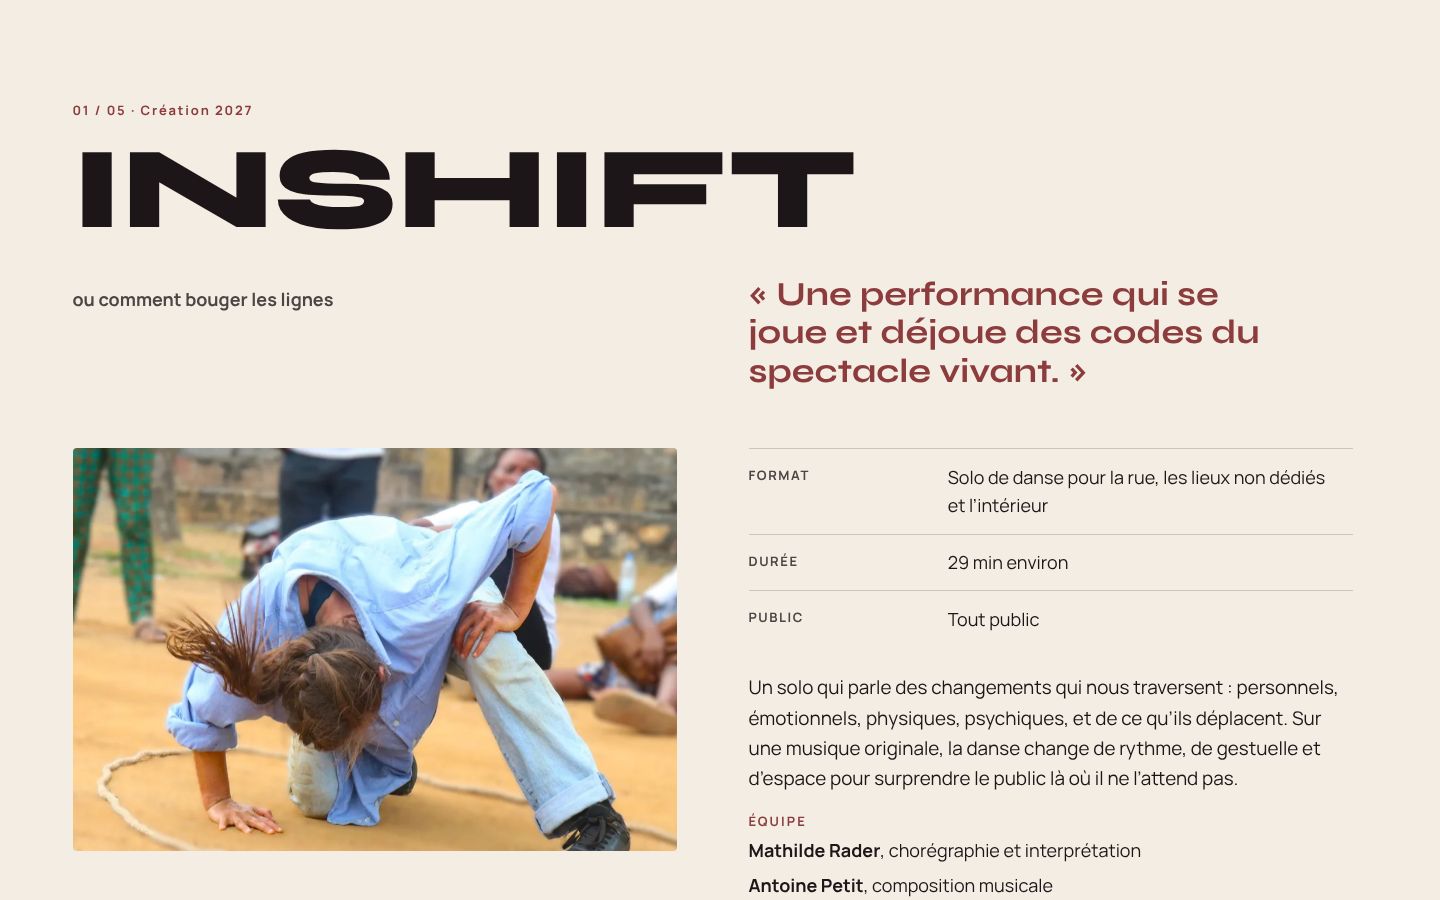 01 / 05 · Création 2027
INSHIFT
ou comment bouger les lignes
« Une performance qui se
joue et déjoue des codes du
spectacle vivant. »
FORMAT
Solo de danse pour la rue, les lieux non dédiés
et l’intérieur
DURÉE
29 min environ
PUBLIC
Tout public
Un solo qui parle des changements qui nous traversent : personnels,
émotionnels, physiques, psychiques, et de ce qu’ils déplacent. Sur
une musique originale, la danse change de rythme, de gestuelle et
d’espace pour surprendre le public là où il ne l’attend pas.
ÉQUIPE
Mathilde Rader, chorégraphie et interprétation
Antoine Petit, composition musicale